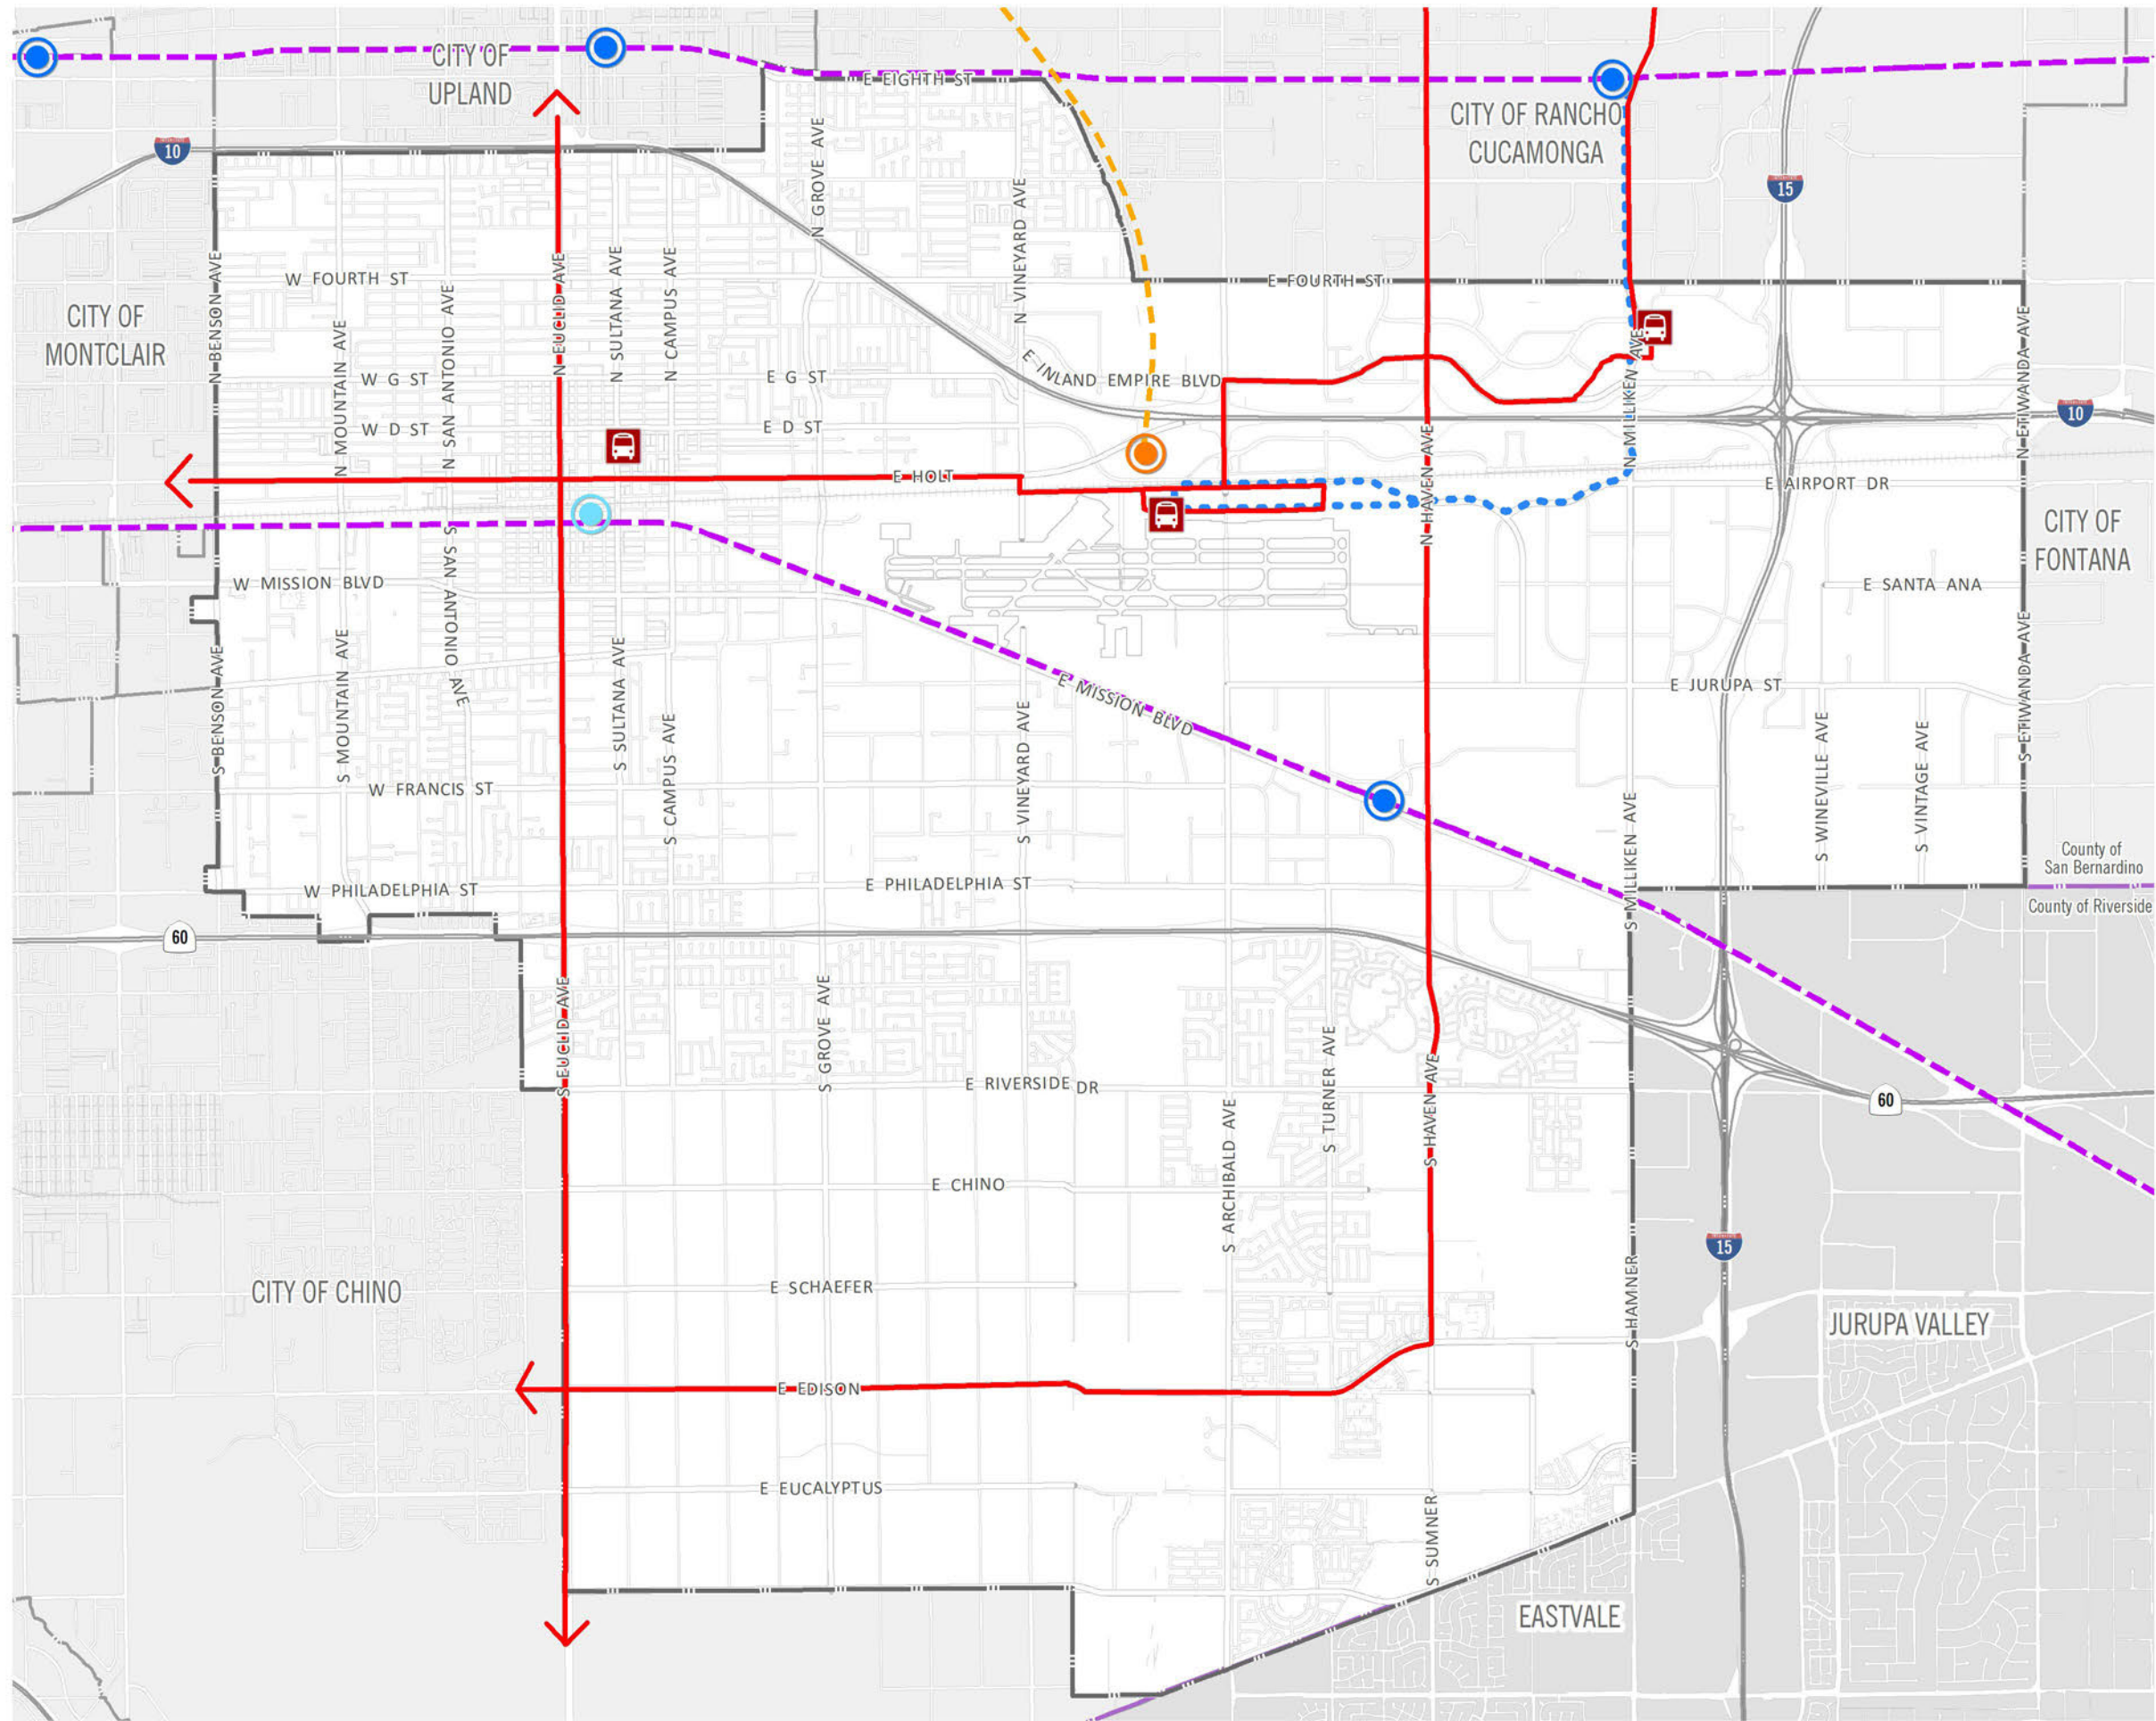 CITY OF
UPLAND
E EIGHTH ST
CITY OF RANCHO
CUCAMONGA
10
15
N GROVE AVE
N VINEYARD AVE
N BENSON AVE
W FOURTH ST
N EUCLID AVE
N SULTANA AVE
N CAMPUS AVE
E FOURTH ST
CITY OF
MONTCLAIR
N MOUNTAIN AVE
N SAN ANTONIO AVE
W G ST
E G ST
E INLAND EMPIRE BLVD
N MILLIKEN AVE
N ETIWANDA AVE
W D ST
E D ST
10
N HAVEN AVE
E HOLT
E AIRPORT DR
CITY OF
FONTANA
W MISSION BLVD
S SAN ANTONIO AVE
E SANTA ANA
S BENSON AVE
S MOUNTAIN AVE
S SULTANA AVE
S CAMPUS AVE
E MISSION BLVD
S VINEYARD AVE
E JURUPA ST
S WINEVILLE AVE
S VINTAGE AVE
S ETIWANDA AVE
W FRANCIS ST
S MILLIKEN AVE
County of
San Bernardino
County of Riverside
W PHILADELPHIA ST
E PHILADELPHIA ST
60
S EUCLID AVE
S GROVE AVE
E RIVERSIDE DR
S TURNER AVE
S HAVEN AVE
60
S ARCHIBALD AVE
E CHINO
15
CITY OF CHINO
E SCHAEFER
S HAMNER
JURUPA VALLEY
E EDISON
E EUCALYPTUS
S SUMNER
EASTVALE